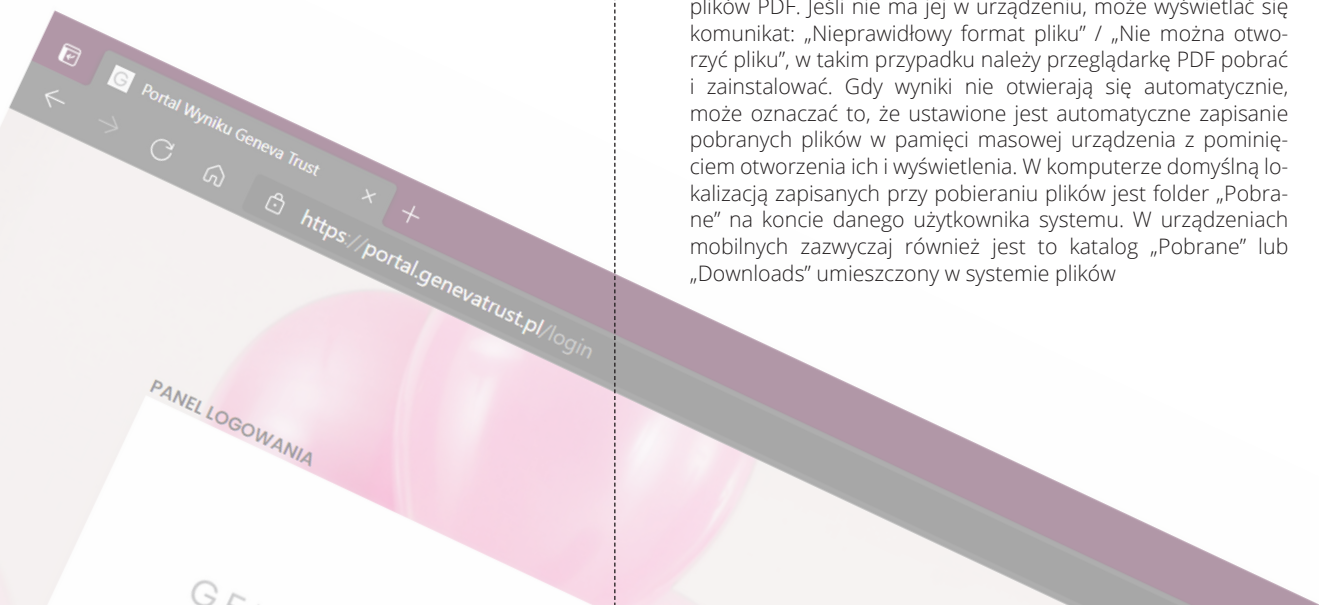 plików PDF. Jeśli nie ma jej w urządzeniu, może wyświetlać się
komunikat: „Nieprawidłowy format pliku” / „Nie można otwo-
rzyć pliku”, w takim przypadku należy przeglądarkę PDF pobrać
i zainstalować. Gdy wyniki nie otwierają się automatycznie,
może oznaczać to, że ustawione jest automatyczne zapisanie
pobranych plików w pamięci masowej urządzenia z pominię-
ciem otworzenia ich i wyświetlenia. W komputerze domyślną lo-
kalizacją zapisanych przy pobieraniu plików jest folder „Pobra-
ne” na koncie danego użytkownika systemu. W urządzeniach
mobilnych zazwyczaj również jest to katalog „Pobrane” lub
„Downloads” umieszczony w systemie plików
G Portal Wyniku Geneva Trust
https://portal.genevatrust.pl/login
PANEL LOGOWANIA